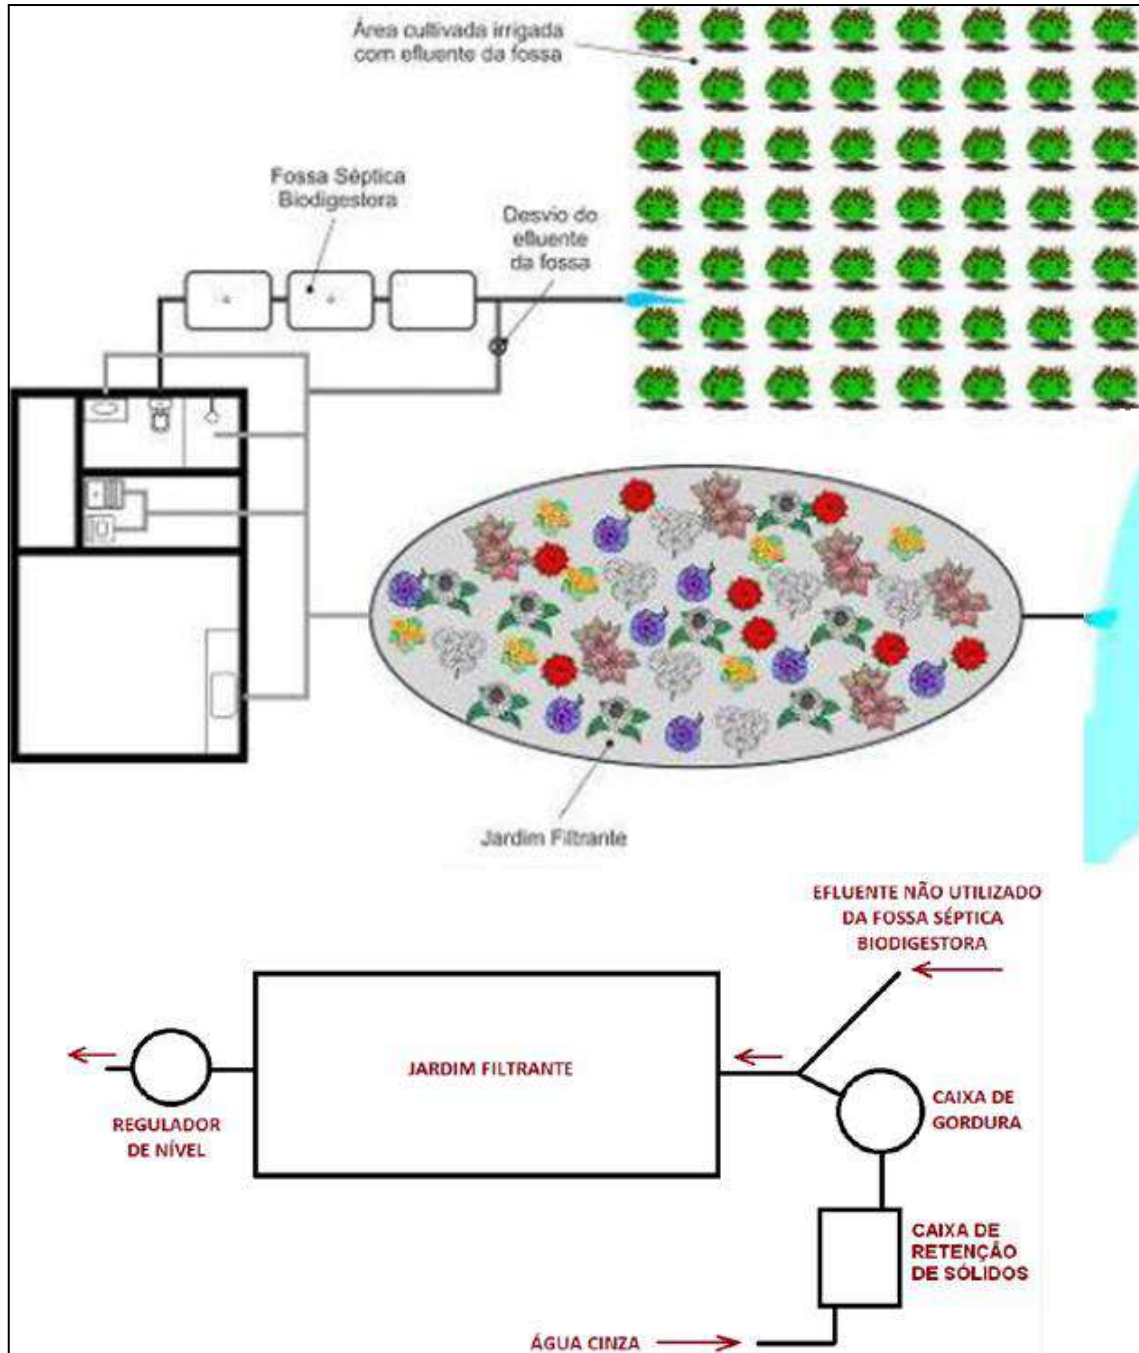 Área cultivada irrigada
com efluente da fossa
Fossa Séptica
Biodigestora
Desvio do
efluente
da fossa
Jardim Filtrante
EFLUENTE NÃO UTILIZADO
DA FOSSA SÉPTICA
BIODIGESTORA
JARDIM FILTRANTE
CAIXA DE
GORDURA
REGULADOR
DE NÍVEL
CAIXA DE
RETENÇÃO
DE SÓLIDOS
ÁGUA CINZA